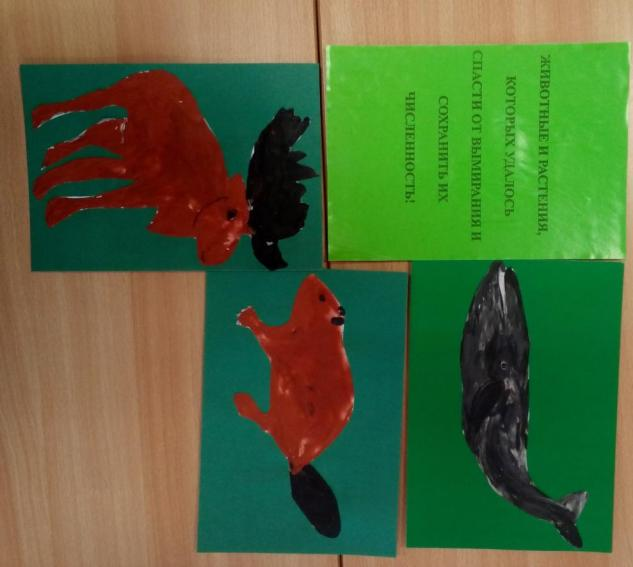 ЖИВОТНЫЕ И РАСТЕНИЯ,
КОТОРЫХ УДАЛОСЬ
СПАСТИ ОТ ВЫМИРАНИЯ И
СОХРАНИТЬ ИХ
ЧИСЛЕННОСТЬ!